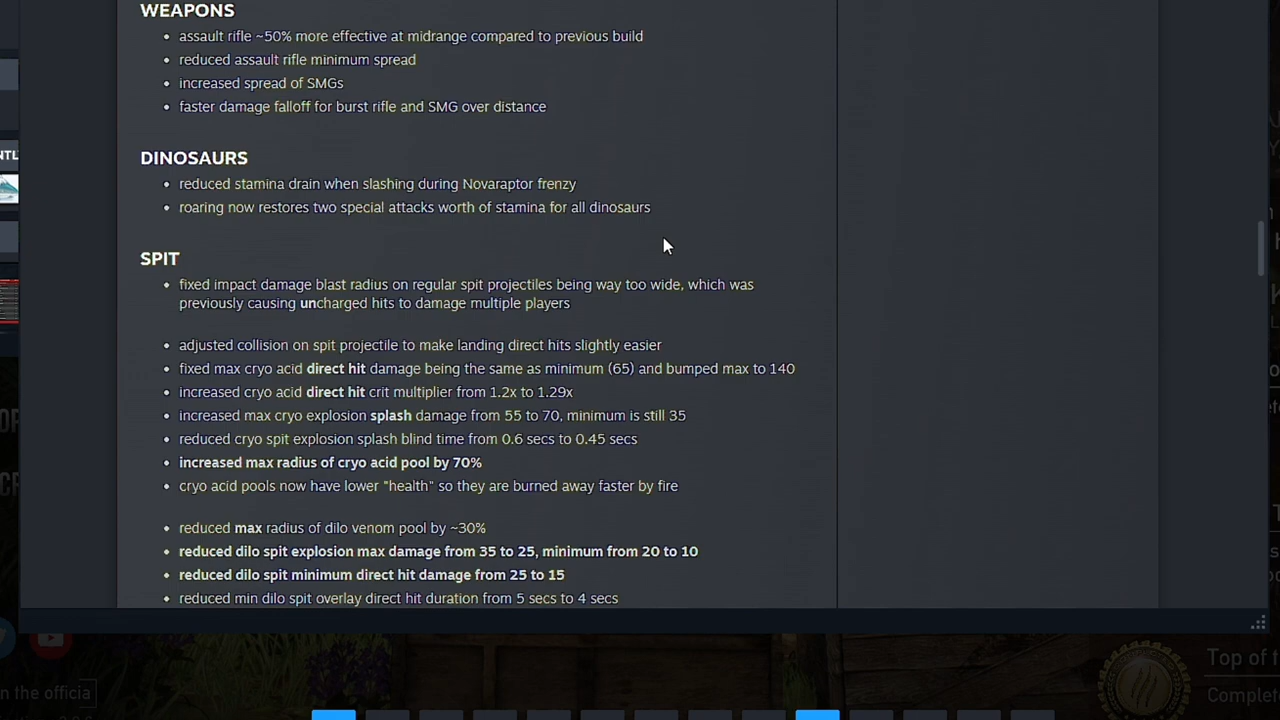 WEAPONS
assault rifle ~50% more effective at midrange compared to previous build
reduced assault rifle minimum spread
increased spread of SMGs
faster damage falloff for burst rifle and SMG over distance
DINOSAURS
reduced stamina drain when slashing during Novaraptor frenzy
roaring now restores two special attacks worth of stamina for all dinosaurs
SPIT
fixed impact damage blast radius on regular spit projectiles being way too wide, which was
previously causing uncharged hits to damage multiple players
adjusted collision on spit projectile to make landing direct hits slightly easier
fixed max cryo acid direct hit damage being the same as minimum (65) and bumped max to 140
increased cryo acid direct hit crit multiplier from 1.2x to 1.29x
increased max cryo explosion splash damage from 55 to 70, minimum is still 35
reduced cryo spit explosion splash blind time from 0.6 secs to 0.45 secs
increased max radius of cryo acid pool by 70%
cryo acid pools now have lower "health" so they are burned away faster by fire
reduced max radius of dilo venom pool by ~30%
reduced dilo spit explosion max damage from 35 to 25, minimum from 20 to 10
reduced dilo spit minimum direct hit damage from 25 to 15
reduced min dilo spit overlay direct hit duration from 5 secs to 4 secs
NTL
n the officia
Top of t
Complet